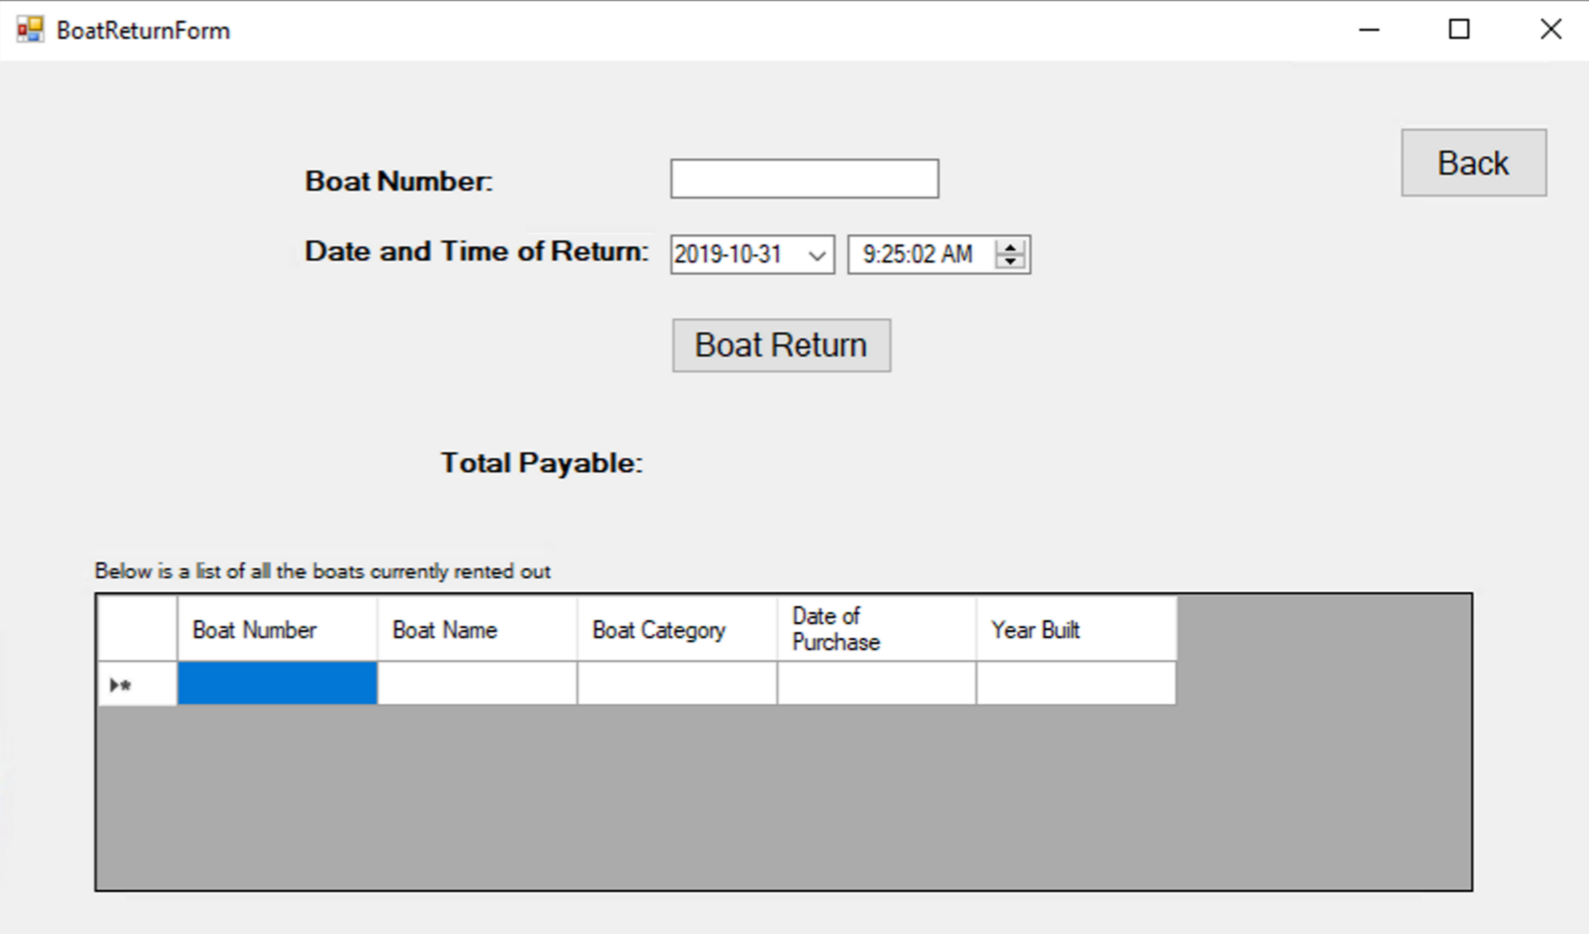 BoatReturnForm
Back
Boat Number:
Date and Time of Return: 2019-10-31 9:25:02 AM
Boat Return
Total Payable:
Below is a list of all the boats currently rented out
Boat Number Boat Name Boat Category Date of Purchase Year Built